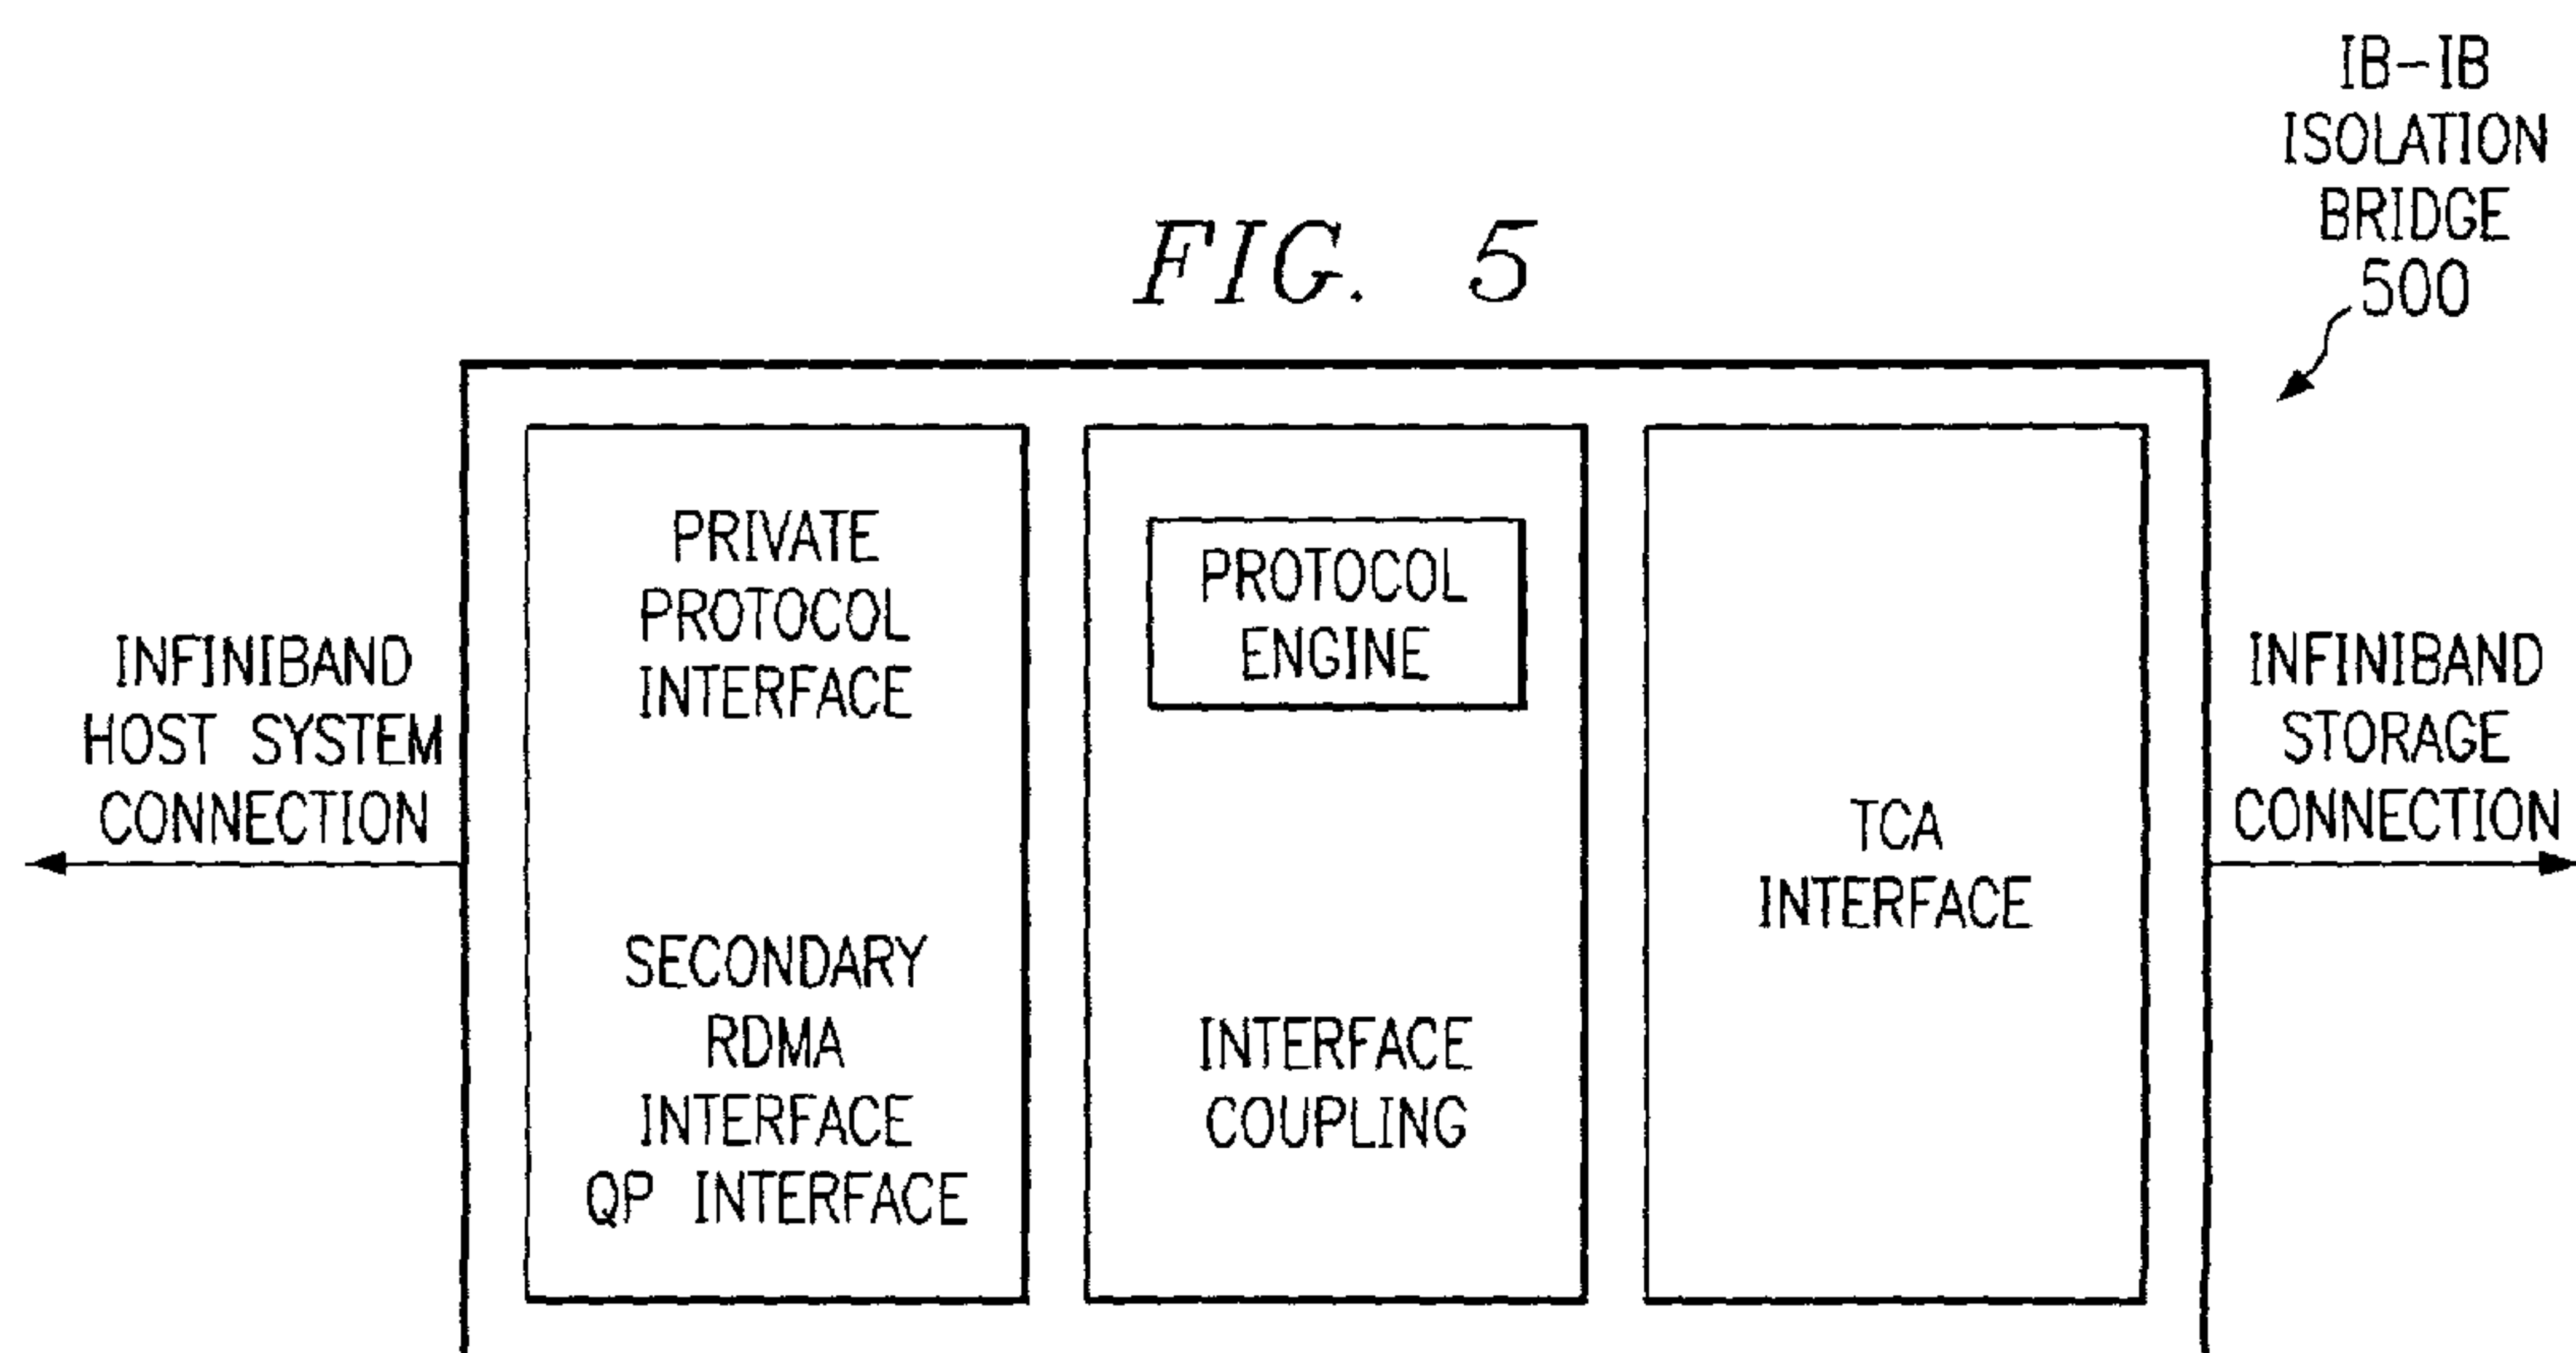 IB-IB
ISOLATION
BRIDGE
500
FIG. 5
INFINIBAND
HOST SYSTEM
CONNECTION
PRIVATE
PROTOCOL
INTERFACE
SECONDARY
RDMA
INTERFACE
QP INTERFACE
PROTOCOL
ENGINE
INTERFACE
COUPLING
TCA
INTERFACE
INFINIBAND
STORAGE
CONNECTION